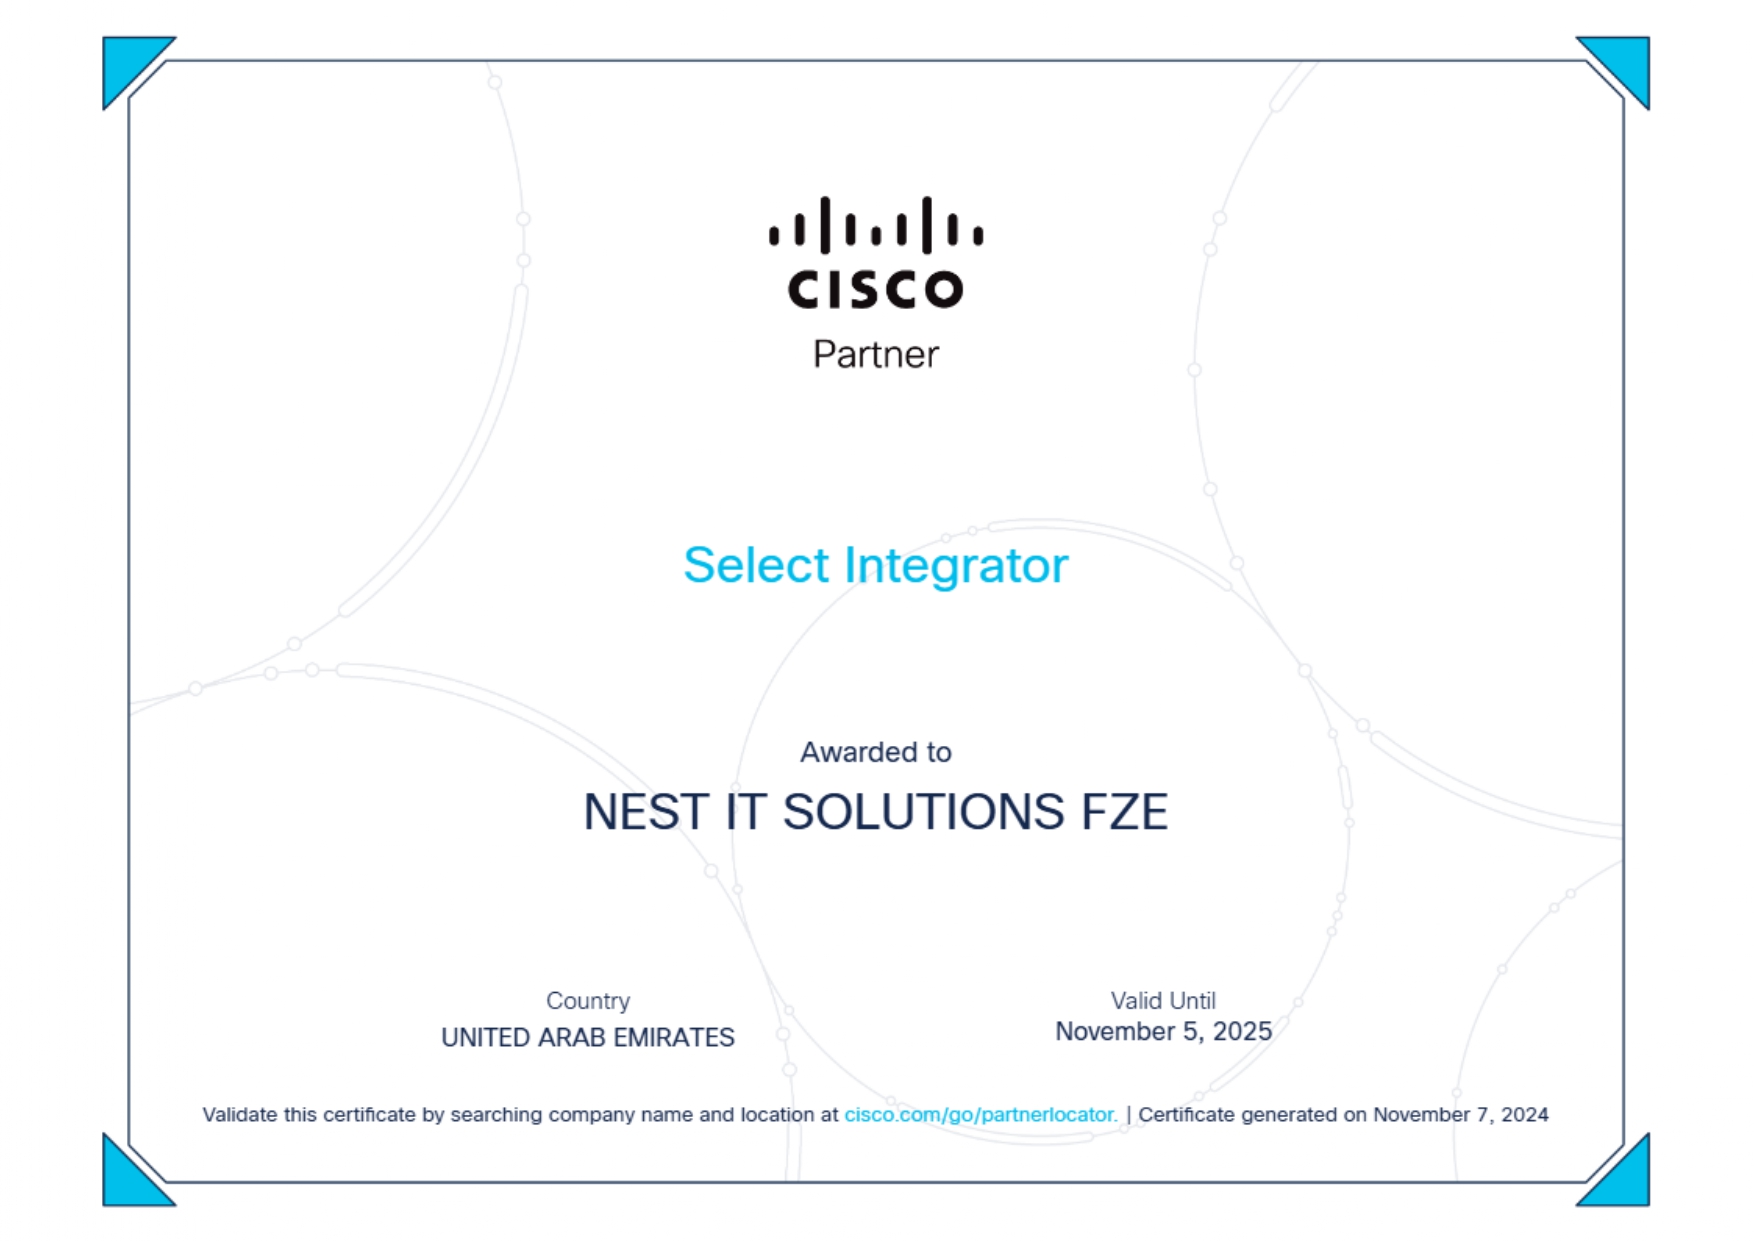 CISCO
Partner
Select Integrator
Awarded to
NEST IT SOLUTIONS FZE
Country
UNITED ARAB EMIRATES
Valid Until
November 5, 2025
Validate this certificate by searching company name and location at cisco.com/go/partnerlocator. | Certificate generated on November 7, 2024